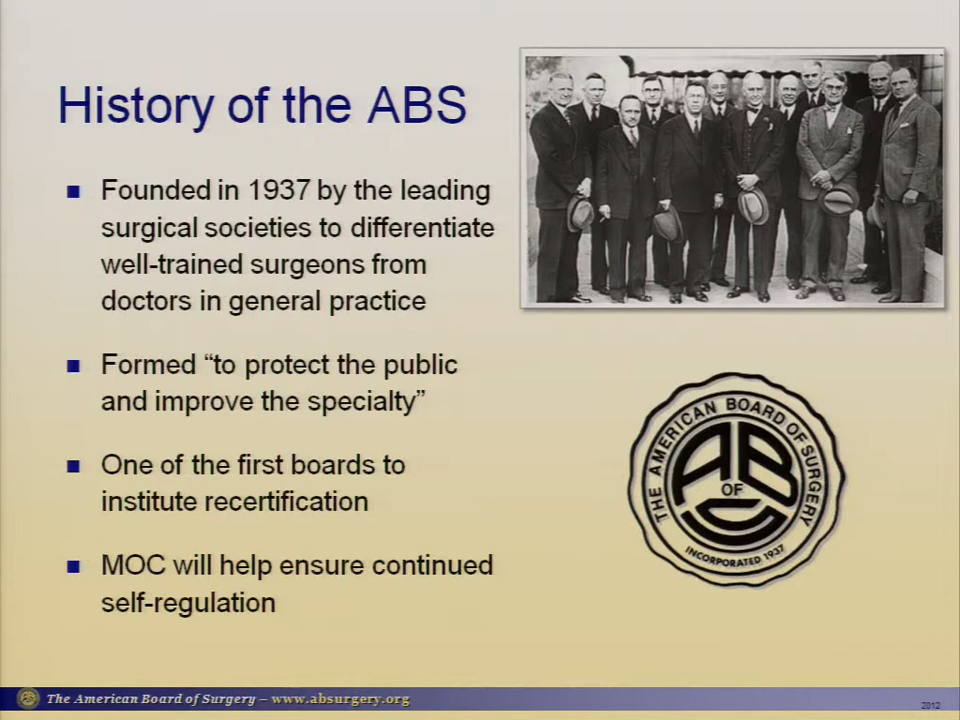 History of the ABS
Founded in 1937 by the leading
surgical societies to differentiate
well-trained surgeons from
doctors in general practice
Formed “to protect the public
and improve the specialty”
One of the first boards to
institute recertification
MOC will help ensure continued
self-regulation
THE AMERICAN BOARD OF SURGERY
A B
OF
S
INCORPORATED 1937
The American Board of Surgery – www.absurgery.org
2012